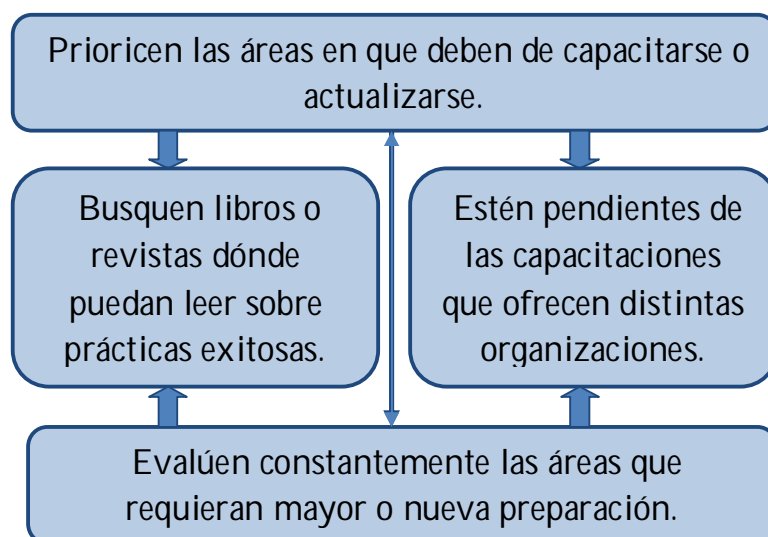 Prioricen las áreas en que deben de capacitarse o
actualizarse.
Busquen libros o
revistas dónde
puedan leer sobre
prácticas exitosas.
Estén pendientes de
las capacitaciones
que ofrecen distintas
organizaciones.
Evalúen constantemente las áreas que
requieran mayor o nueva preparación.